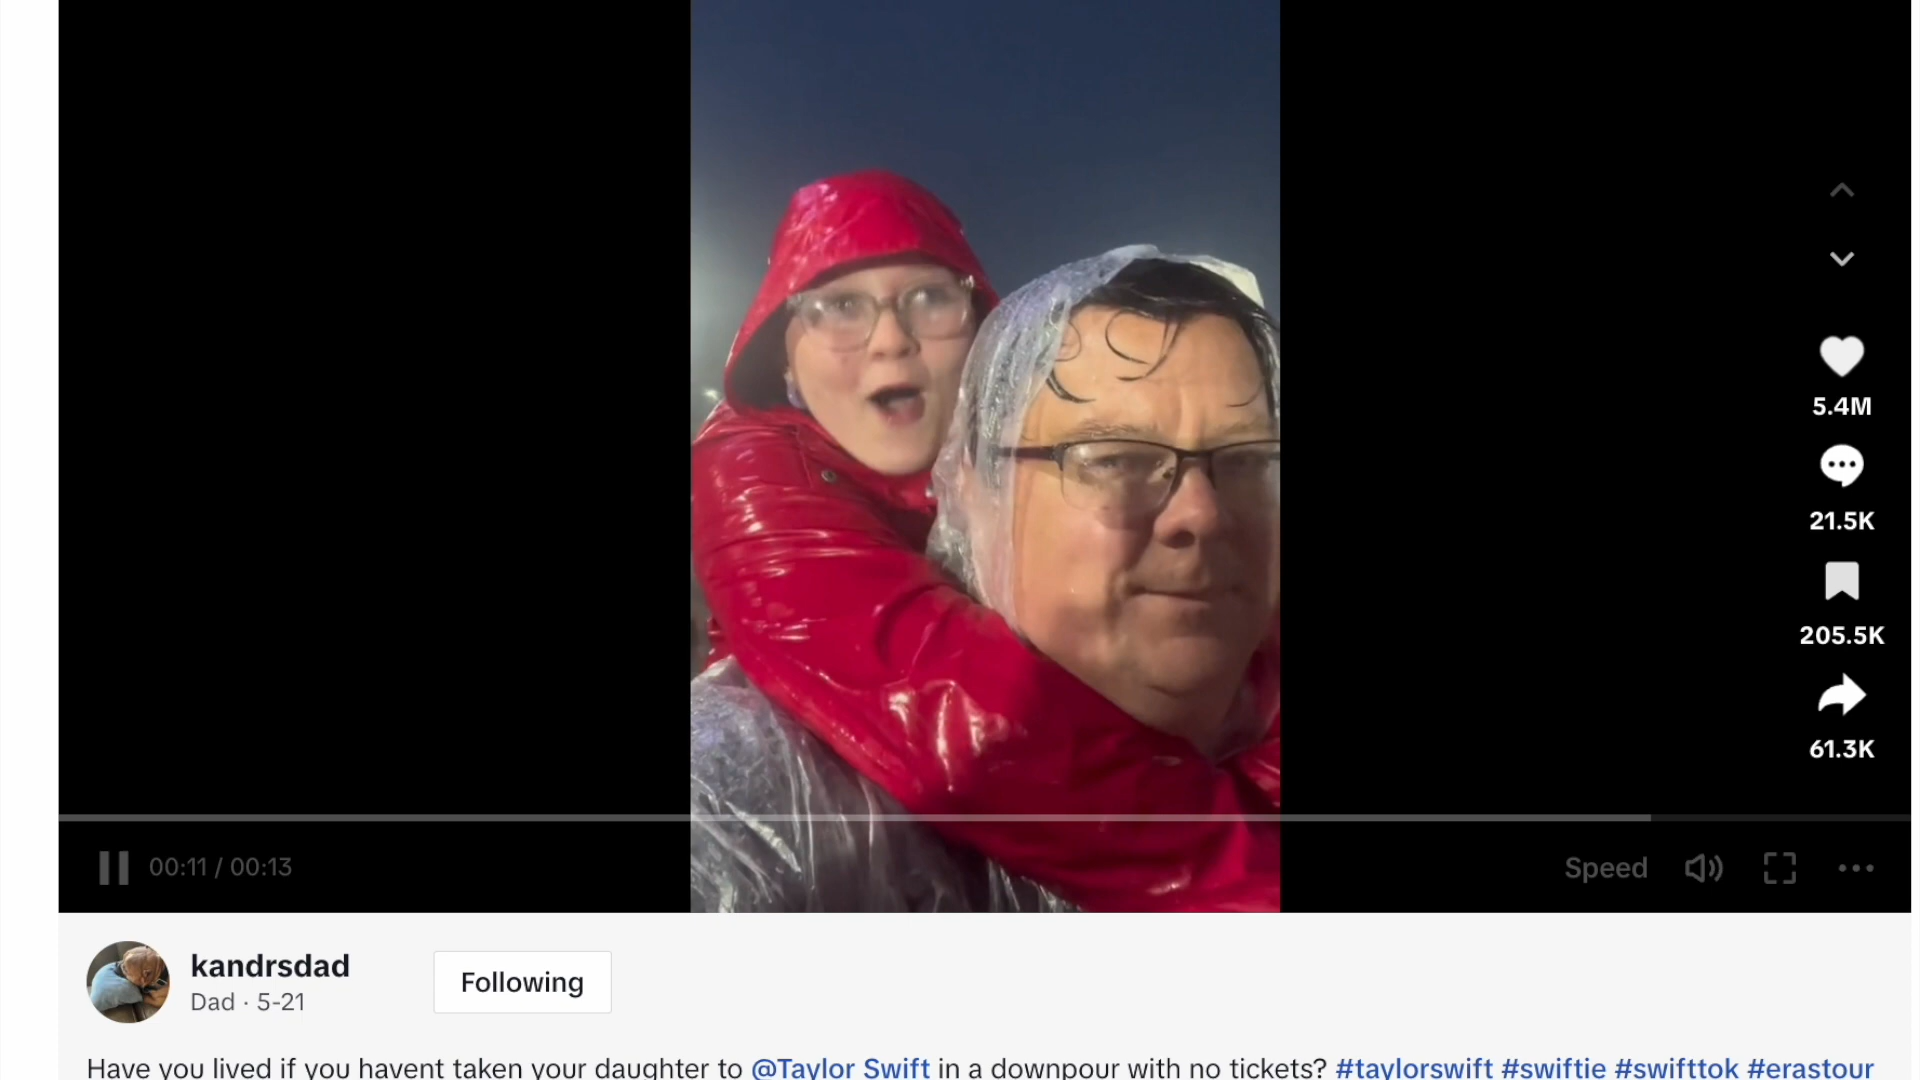 5.4M
21.5K
205.5K
61.3K
00:11 / 00:13 Speed
kandrsdad
Dad · 5-21
Following
Have you lived if you havent taken your daughter to @Taylor Swift in a downpour with no tickets? #taylorswift #swiftie #swifttok #erastour